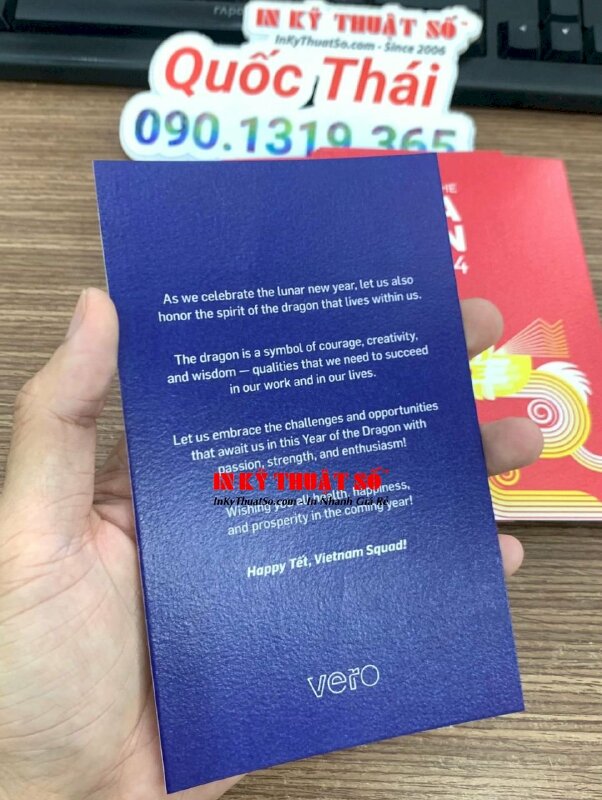 IN KỸ THUẬT SỐ
InKyThuatSo.com - Since 2006
Quốc Thái
090.1319.365
As we celebrate the lunar new year, let us also
honor the spirit of the dragon that lives within us.
The dragon is a symbol of courage, creativity,
and wisdom — qualities that we need to succeed
in our work and in our lives.
Let us embrace the challenges and opportunities
that await us in this Year of the Dragon with
passion, strength, and enthusiasm!
IN KỸ THUẬT SỐ
InKyThuatSo.com - In Nhanh Giá Rẻ
Wishing you all health, happiness,
and prosperity in the coming year!
Happy Tết, Vietnam Squad!
vero